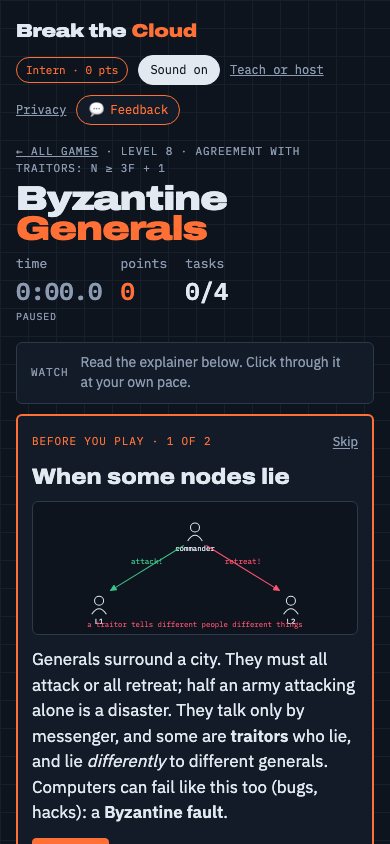 Break the Cloud
Intern · 0 pts
Sound on
Teach or host
Privacy
💬 Feedback
← ALL GAMES · LEVEL 8 · AGREEMENT WITH
TRAITORS: N ≥ 3F + 1
Byzantine
Generals
time points tasks
0:00.0 0 0/4
PAUSED
WATCH
Read the explainer below. Click through it
at your own pace.
BEFORE YOU PLAY · 1 OF 2
Skip
When some nodes lie
commander
attack!
retreat!
L1
L2
a traitor tells different people different things
Generals surround a city. They must all
attack or all retreat; half an army attacking
alone is a disaster. They talk only by
messenger, and some are traitors who lie,
and lie differently to different generals.
Computers can fail like this too (bugs,
hacks): a Byzantine fault.